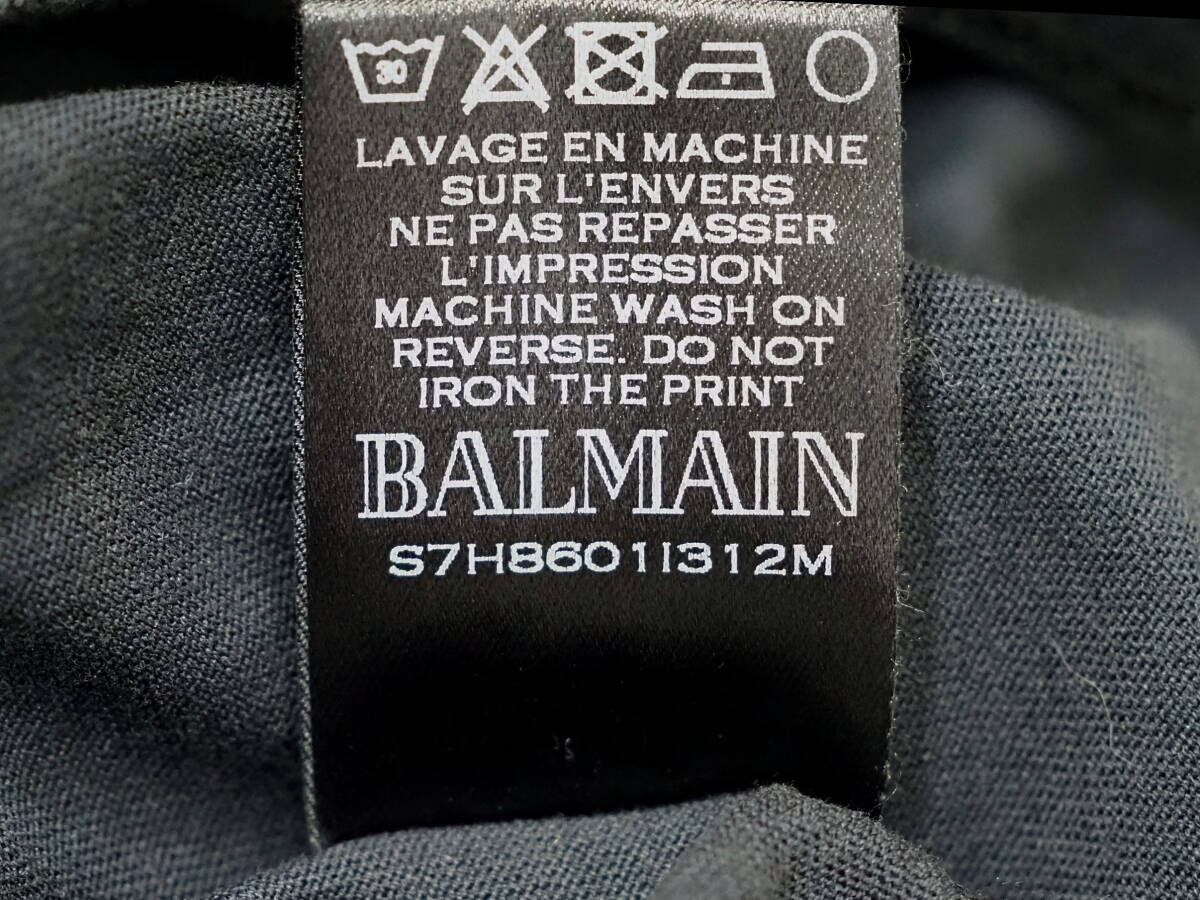 30
LAVAGE EN MACHINE
SUR L'ENVERS
NE PAS REPASSER
L'IMPRESSION
MACHINE WASH ON
REVERSE. DO NOT
IRON THE PRINT
BALMAIN
S7H8601I312M